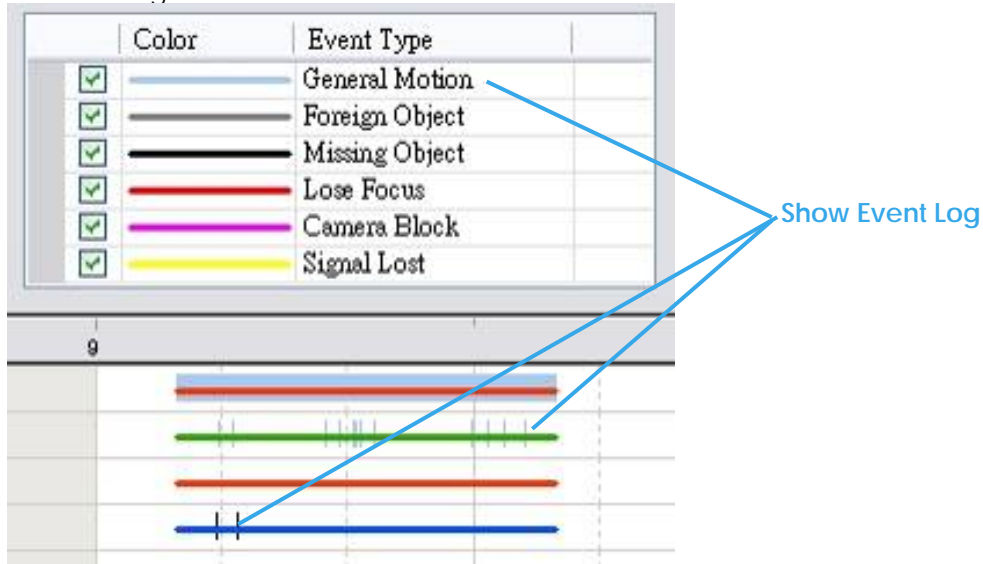 Color Event Type
General Motion
Foreign Object
Missing Object
Lose Focus
Camera Block
Signal Lost
Show Event Log
9